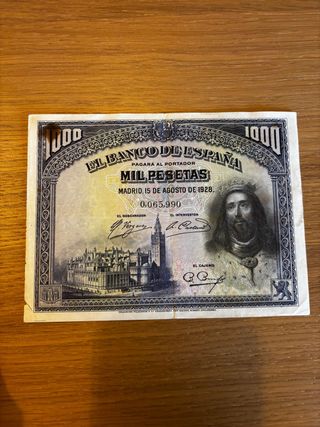 1000 1000
EL BANCO DE ESPAÑA
PAGARÁ AL PORTADOR
MIL PESETAS
MADRID, 15 DE AGOSTO DE 1928.
0,065,990
EL GOBERNADOR EL INTERVENTOR
EL CAJERO